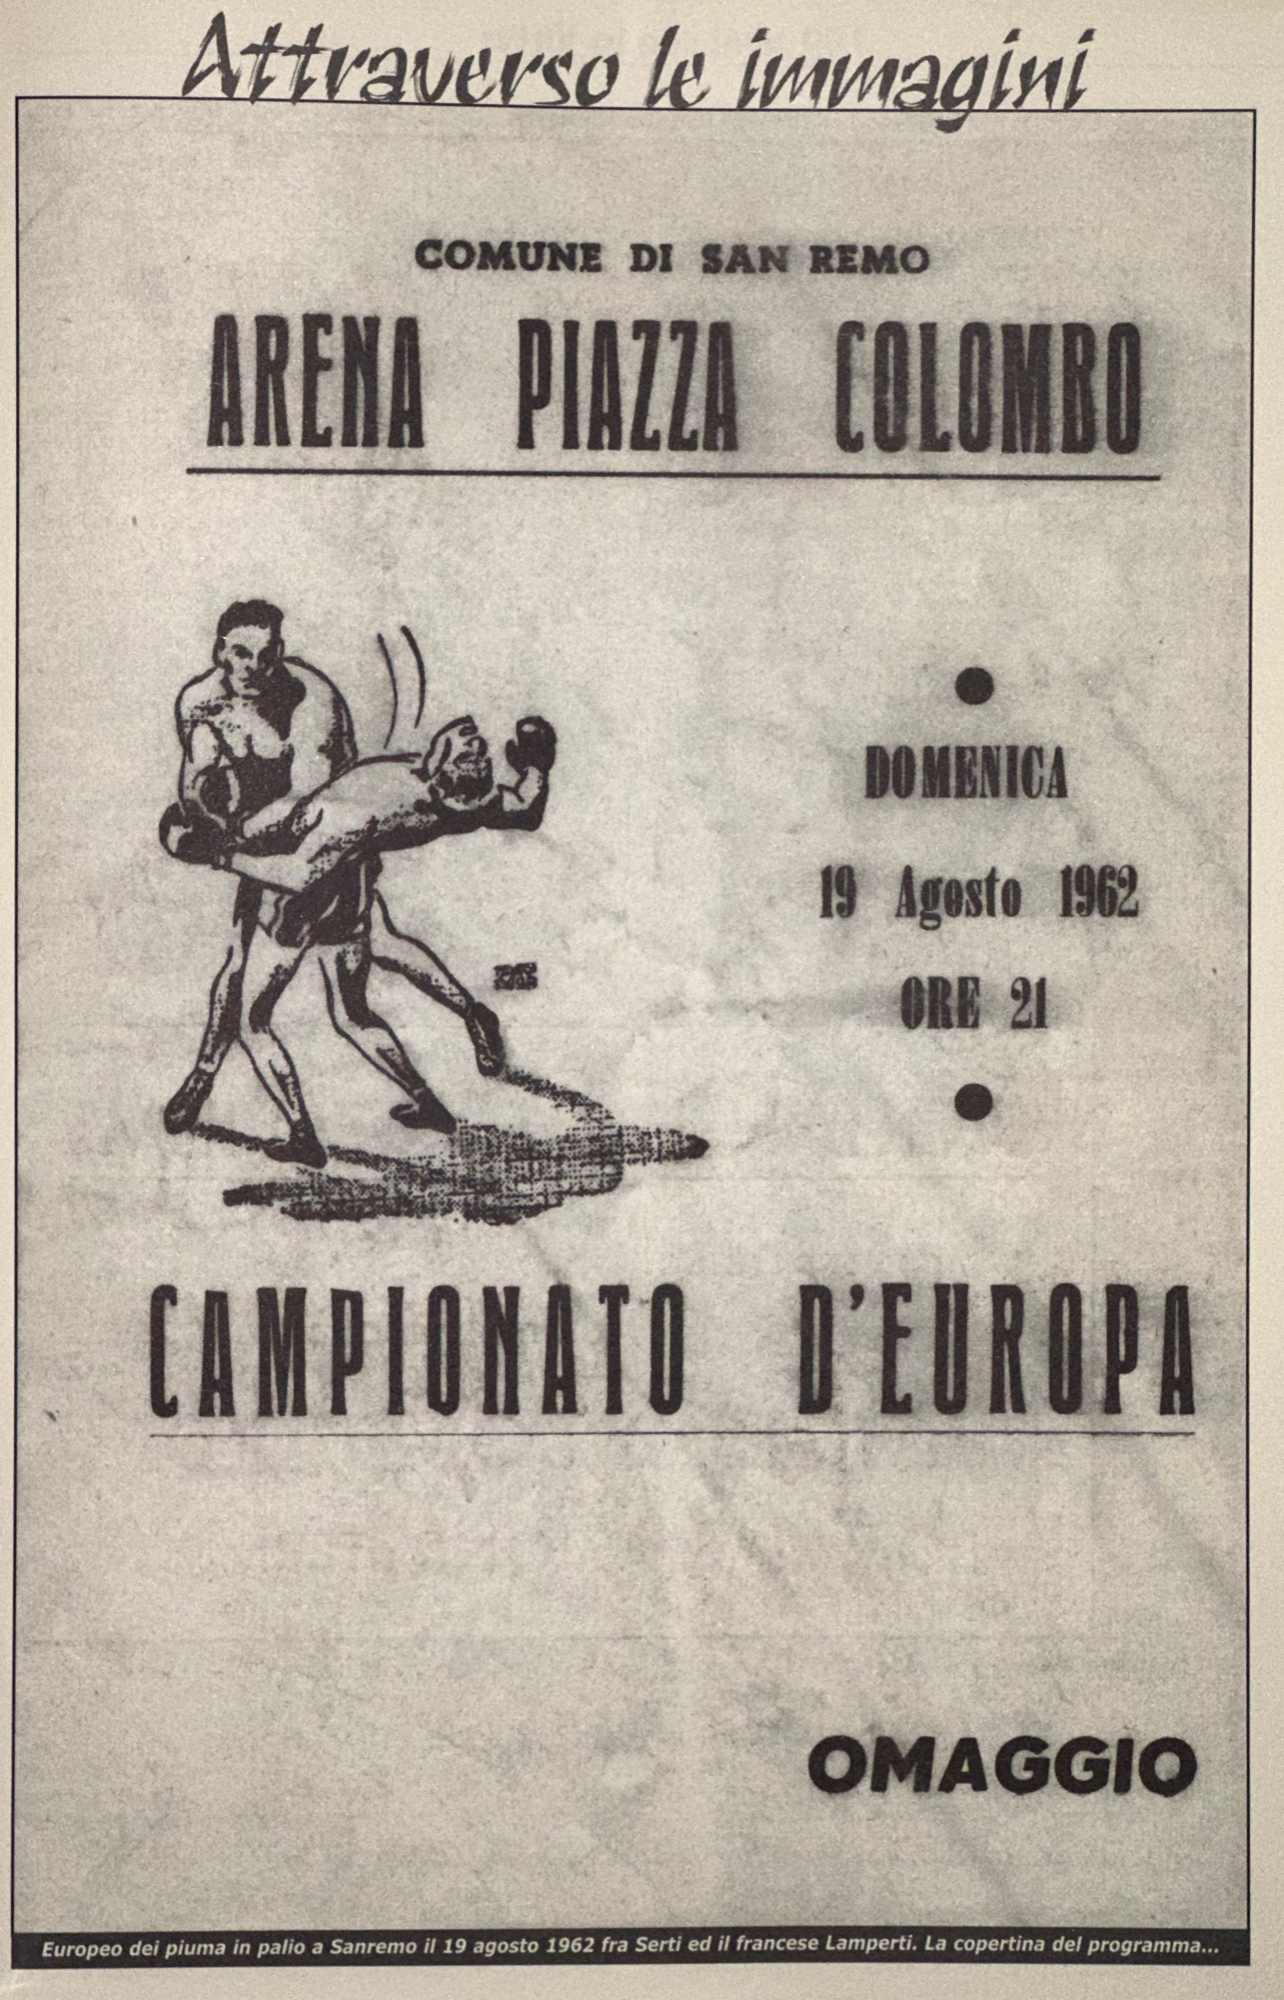 Attraverso le immagini
COMUNE DI SAN REMO
ARENA PIAZZA COLOMBO
DOMENICA
19 Agosto 1962
ORE 21
CAMPIONATO D'EUROPA
OMAGGIO
Europeo dei piuma in palio a Sanremo il 19 agosto 1962 fra Serti ed il francese Lamperti. La copertina del programma...